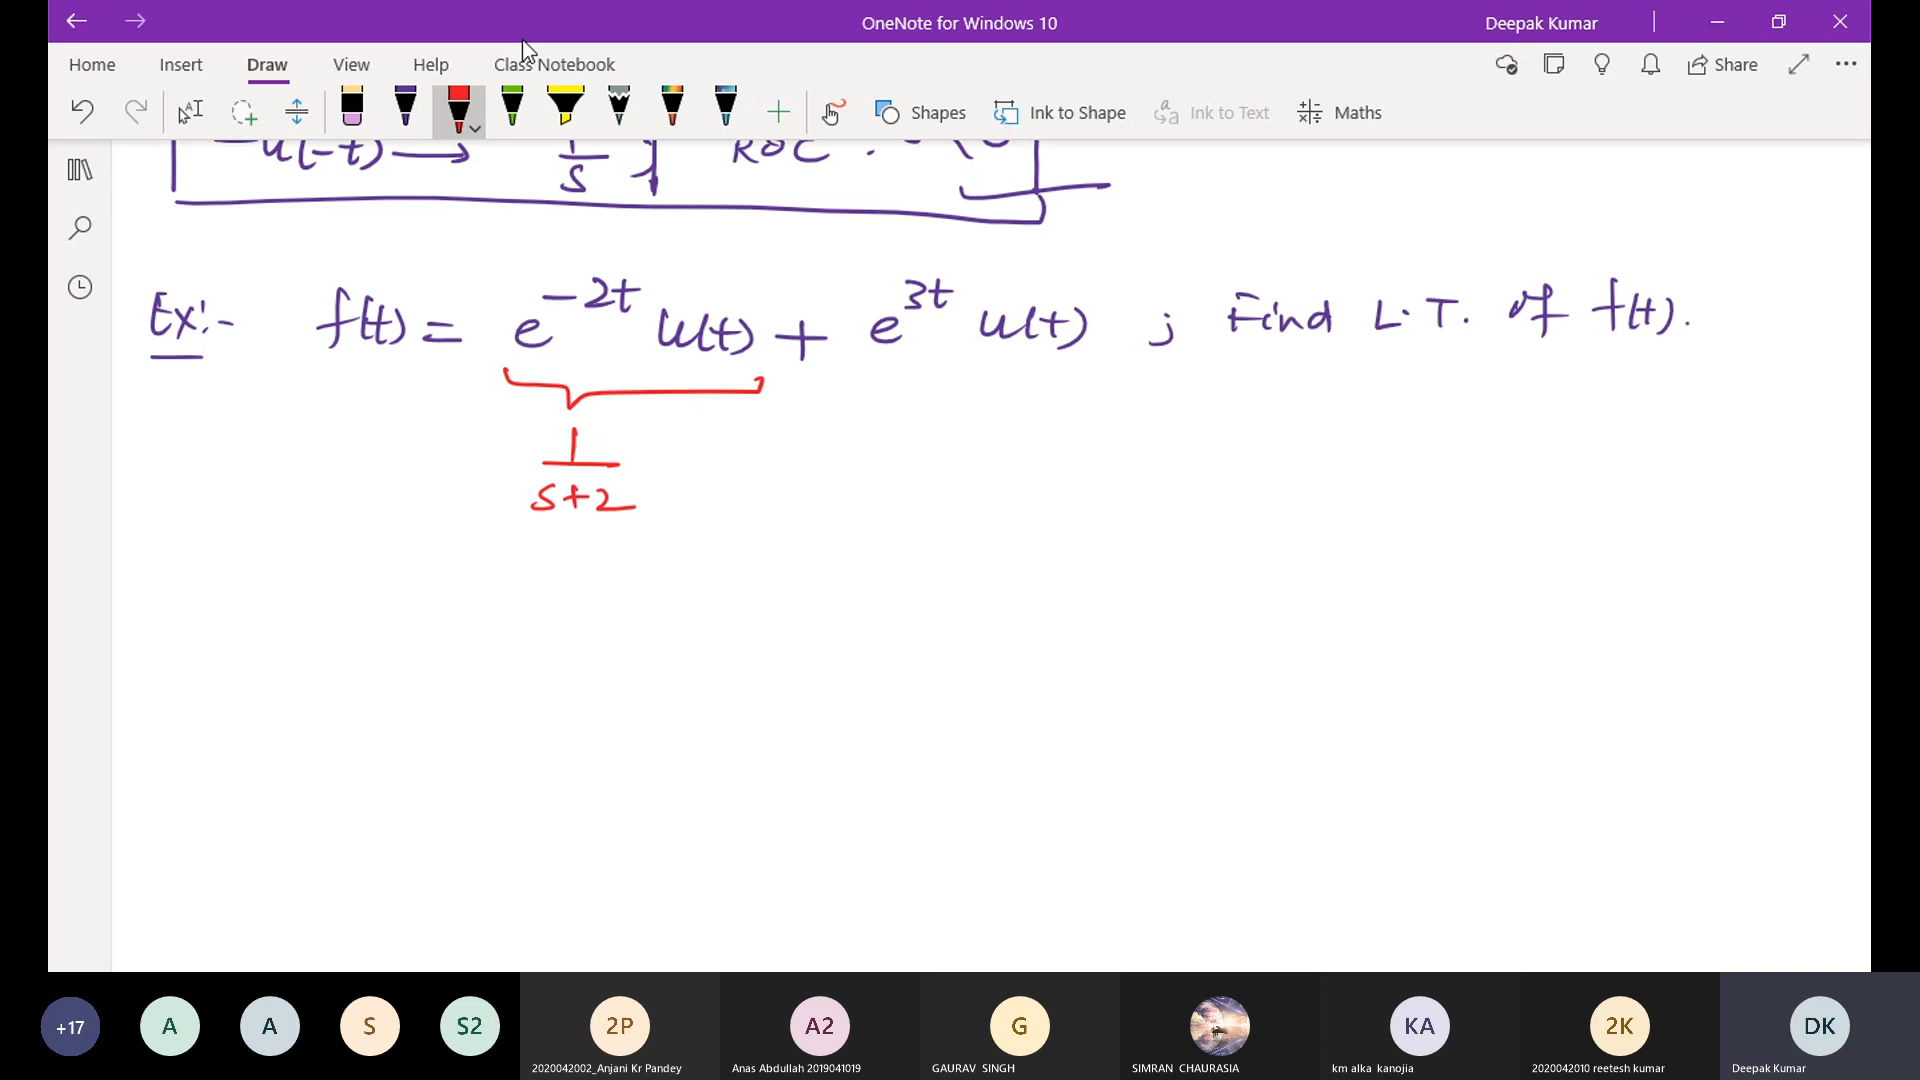 OneNote for Windows 10
Deepak Kumar
Home Insert Draw View Help Class Notebook Share
Shapes Ink to Shape Ink to Text Maths
-u(-t) → 1/s ROC :
Ex:- f(t) = e^{-2t} u(t) + e^{3t} u(t) ; Find L.T. of f(t).
1
s+2
+17 A A S S2 2P A2 G KA 2K DK
2020042002_Anjani Kr Pandey Anas Abdullah 2019041019 GAURAV SINGH SIMRAN CHAURASIA km alka kanojia 2020042010 reetesh kumar Deepak Kumar